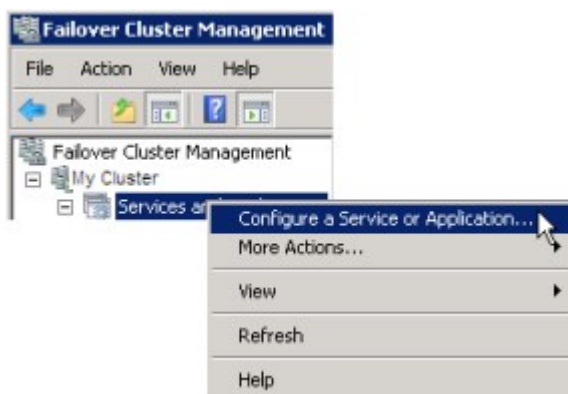 Failover Cluster Management
File Action View Help
Failover Cluster Management
My Cluster
Services
Configure a Service or Application...
More Actions...
View
Refresh
Help